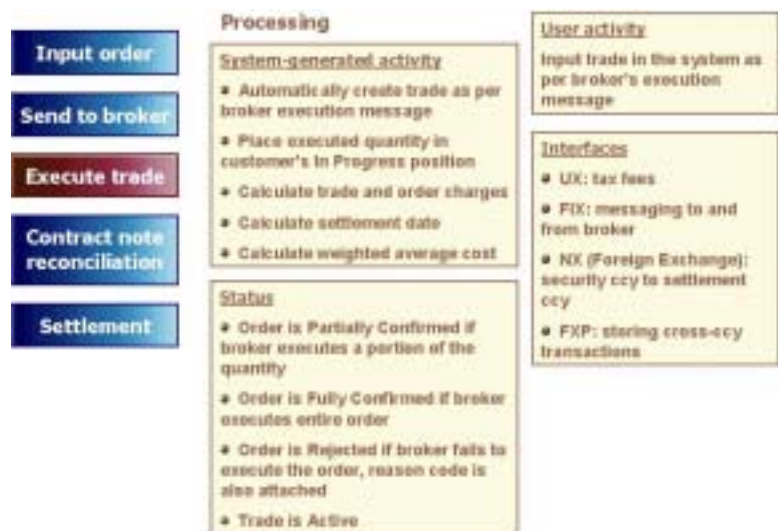 Input order
Send to broker
Execute trade
Contract note
reconciliation
Settlement
Processing
System-generated activity
Automatically create trade as per
broker execution message
Place executed quantity in
customer's In Progress position
Calculate trade and order charges
Calculate settlement date
Calculate weighted average cost
Status
Order is Partially Confirmed if
broker executes a portion of the
quantity
Order is Fully Confirmed if broker
executes entire order
Order is Rejected if broker fails to
execute the order, reason code is
also attached
Trade is Active
User activity
Input trade in the system as
per broker's execution
message
Interfaces
UX: tax fees
FIX: messaging to and
from broker
NX (Foreign Exchange):
security ccy to settlement
ccy
FXP: storing cross-ccy
transactions